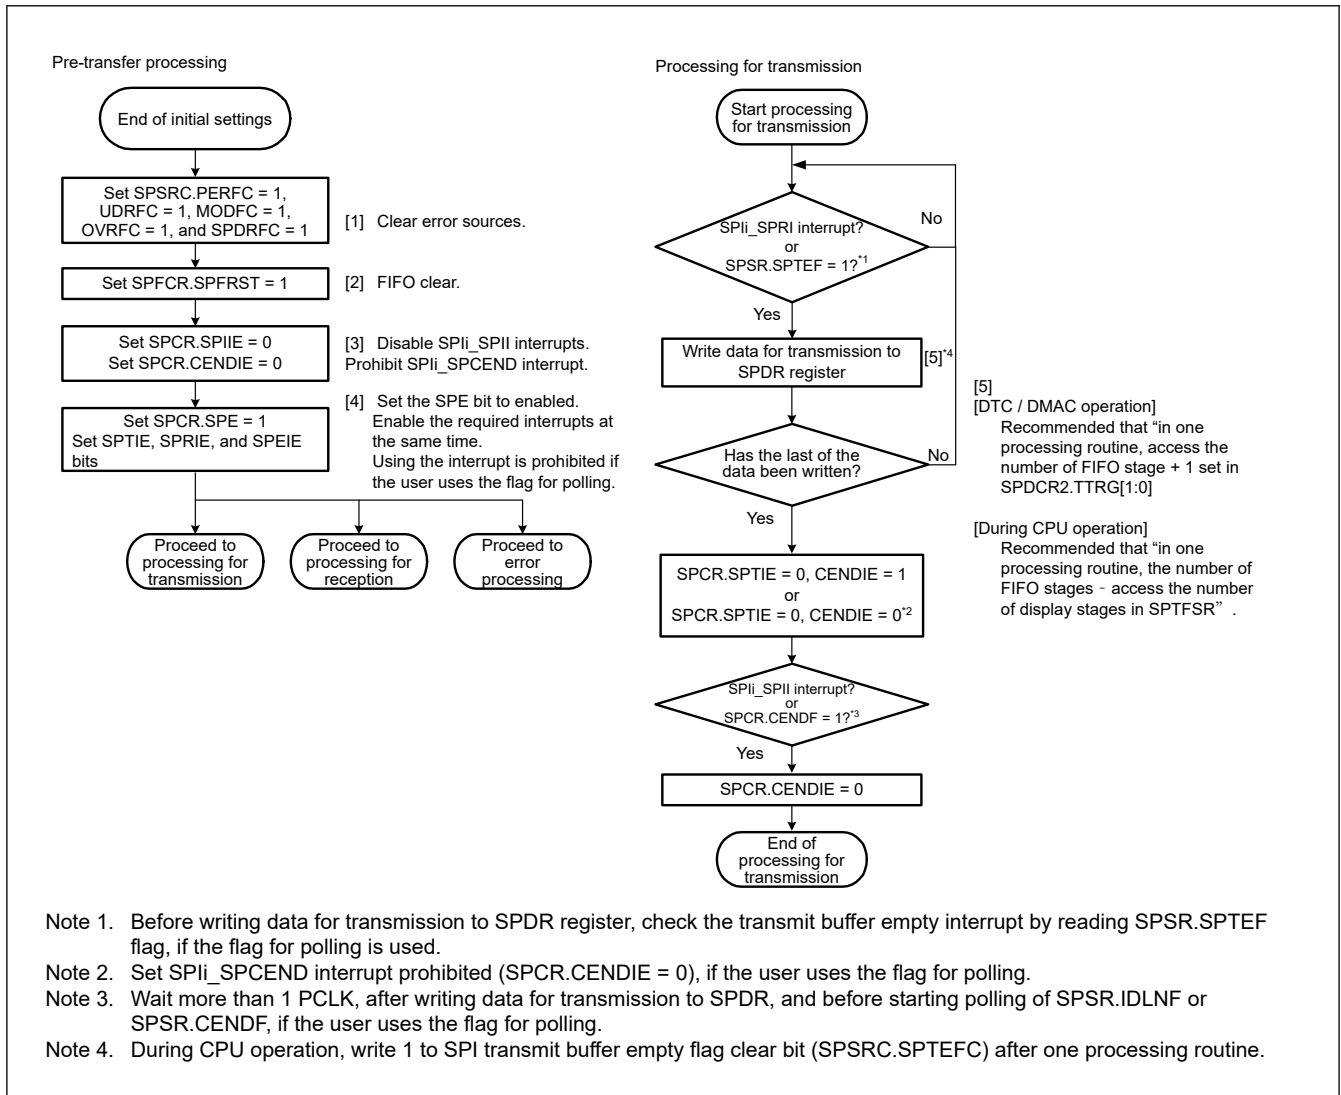 Pre-transfer processing
End of initial settings
Set SPSRC.PERFC = 1,
UDRFC = 1, MODFC = 1,
OVRFC = 1, and SPDRFC = 1
[1] Clear error sources.
Set SPFCR.SPFRST = 1
[2] FIFO clear.
Set SPCR.SPIIE = 0
Set SPCR.CENDIE = 0
[3] Disable SPIi_SPII interrupts.
Prohibit SPIi_SPCEND interrupt.
Set SPCR.SPE = 1
Set SPTIE, SPRIE, and SPEIE
bits
[4] Set the SPE bit to enabled.
Enable the required interrupts at
the same time.
Using the interrupt is prohibited if
the user uses the flag for polling.
Proceed to
processing for
transmission
Proceed to
processing for
reception
Proceed to
error
processing
Processing for transmission
Start processing
for transmission
SPIi_SPRI interrupt?
or
SPSR.SPTEF = 1?*1
No
Yes
Write data for transmission to
SPDR register
[5]*4
Has the last of the
data been written?
No
Yes
SPCR.SPTIE = 0, CENDIE = 1
or
SPCR.SPTIE = 0, CENDIE = 0*2
SPIi_SPII interrupt?
or
SPCR.CENDF = 1?*3
Yes
SPCR.CENDIE = 0
End of
processing for
transmission
[5]
[DTC / DMAC operation]
Recommended that “in one
processing routine, access the
number of FIFO stage + 1 set in
SPDCR2.TTRG[1:0]
[During CPU operation]
Recommended that “in one
processing routine, the number of
FIFO stages - access the number
of display stages in SPTFSR” .
Note 1. Before writing data for transmission to SPDR register, check the transmit buffer empty interrupt by reading SPSR.SPTEF
flag, if the flag for polling is used.
Note 2. Set SPIi_SPCEND interrupt prohibited (SPCR.CENDIE = 0), if the user uses the flag for polling.
Note 3. Wait more than 1 PCLK, after writing data for transmission to SPDR, and before starting polling of SPSR.IDLNF or
SPSR.CENDF, if the user uses the flag for polling.
Note 4. During CPU operation, write 1 to SPI transmit buffer empty flag clear bit (SPSRC.SPTEFC) after one processing routine.